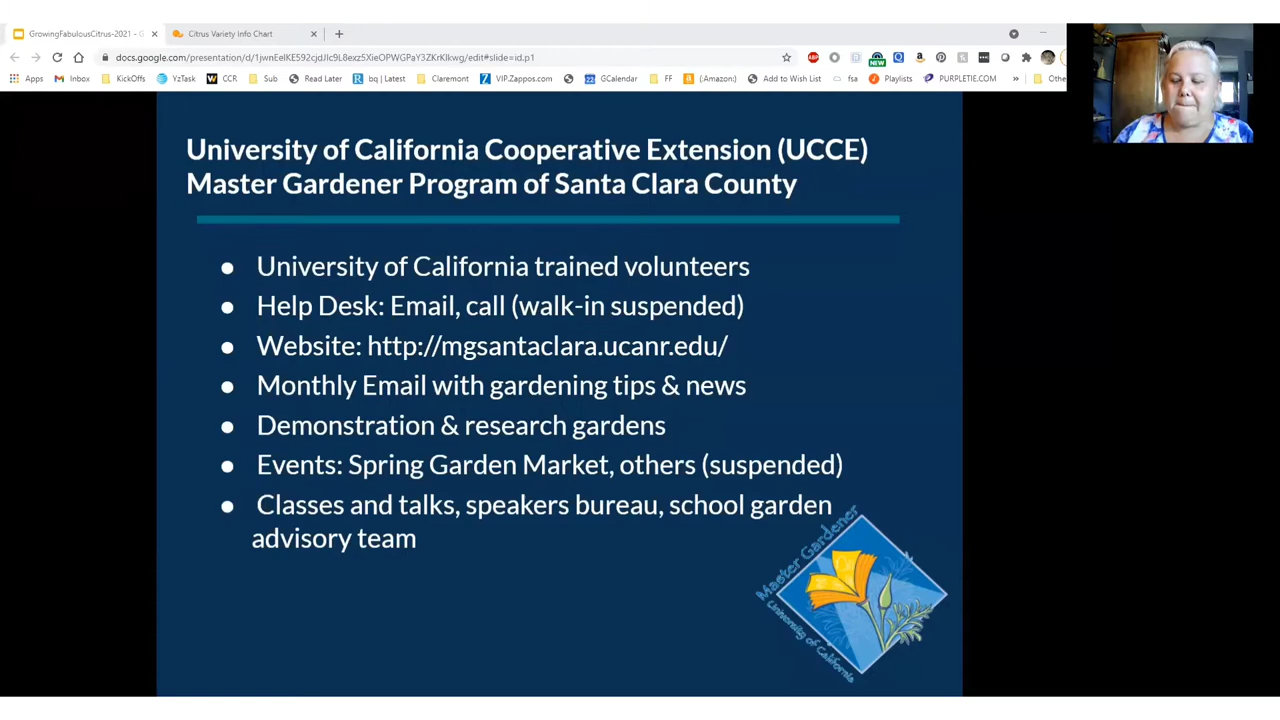 GrowingFabulousCitrus-2021 - G
Citrus Variety Info Chart
docs.google.com/presentation/d/1jwnEelKE592cjdJIc9L8exz5XieOPWGPaY3ZKrKlkwg/edit#slide=id.p1
Apps Inbox KickOffs YzTask CCR Sub Read Later bq | Latest Claremont VIP.Zappos.com GCalendar FF {:Amazon:} Add to Wish List fsa Playlists PURPLETIE.COM » Othe
University of California Cooperative Extension (UCCE)
Master Gardener Program of Santa Clara County
● University of California trained volunteers
● Help Desk: Email, call (walk-in suspended)
● Website: http://mgsantaclara.ucanr.edu/
● Monthly Email with gardening tips & news
● Demonstration & research gardens
● Events: Spring Garden Market, others (suspended)
● Classes and talks, speakers bureau, school garden
advisory team
Master Gardener
University of California